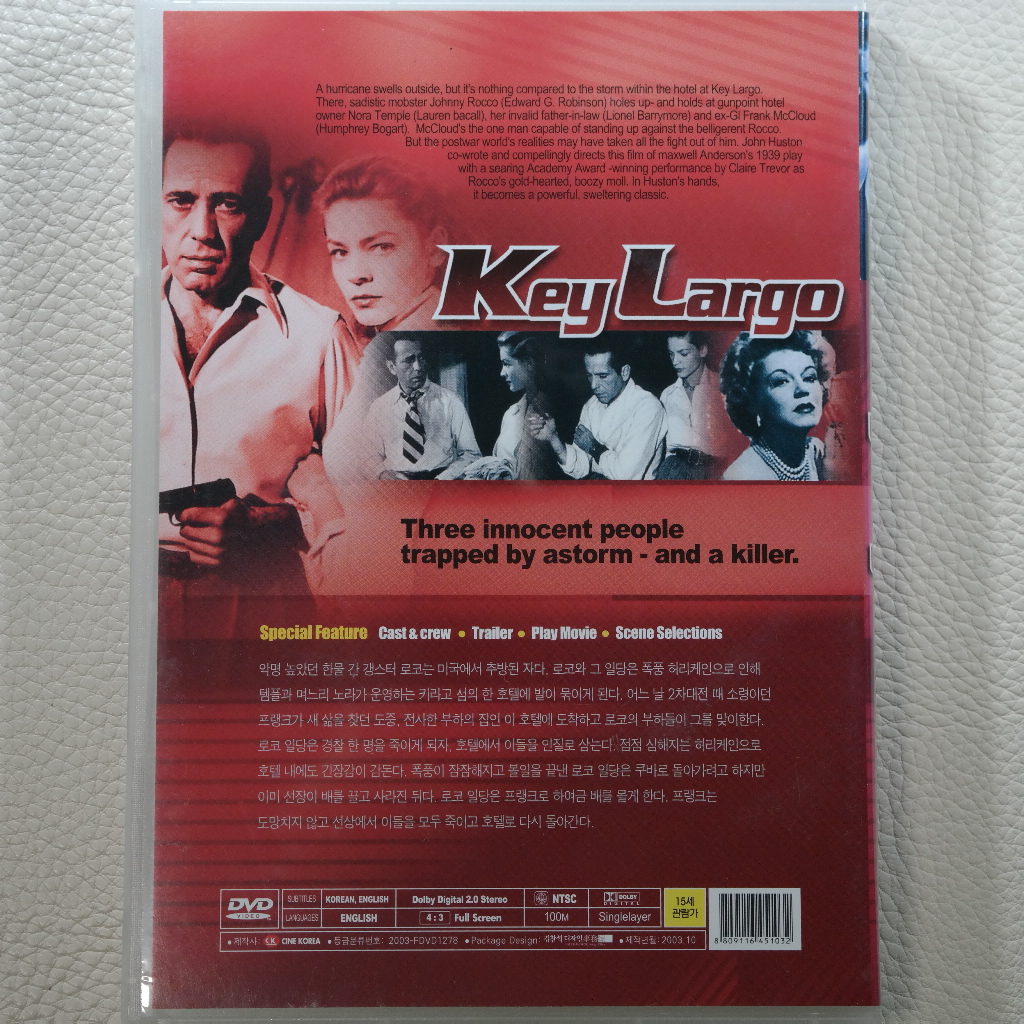 A hurricane swells outside, but it's nothing compared to the storm within the hotel at Key Largo.
There, sadistic mobster Johnny Rocco (Edward G. Robinson) holes up- and holds at gunpoint hotel
owner Nora Temple (Lauren bacall), her invalid father-in-law (Lionel Barrymore) and ex-GI Frank McCloud
(Humphrey Bogart). McCloud's the one man capable of standing up against the belligerent Rocco.
But the postwar world's realities may have taken all the fight out of him. John Huston
co-wrote and compellingly directs this film of maxwell Anderson's 1939 play
with a searing Academy Award -winning performance by Claire Trevor as
Rocco's gold-hearted, boozy moll. In Huston's hands,
it becomes a powerful, sweltering classic.
Key Largo
Three innocent people
trapped by astorm - and a killer.
Special Feature Cast & crew • Trailer • Play Movie • Scene Selections
악명 높았던 한물 간 갱스터 로코는 미국에서 추방된 자다. 로코와 그 일당은 폭풍 허리케인으로 인해
템플과 며느리 노라가 운영하는 키라고 섬의 한 호텔에 발이 묶이게 된다. 어느 날 2차대전 때 소령이던
프랭크가 새 삶을 찾던 도중, 전사한 부하의 집인 이 호텔에 도착하고 로코의 부하들이 그를 맞이한다.
로코 일당은 경찰 한 명을 죽이게 되자, 호텔에서 이들을 인질로 삼는다. 점점 심해지는 허리케인으로
호텔 내에도 긴장감이 감돈다. 폭풍이 잠잠해지고 볼일을 끝낸 로코 일당은 쿠바로 돌아가려고 하지만
이미 선장이 배를 끌고 사라진 뒤다. 로코 일당은 프랭크로 하여금 배를 몰게 한다. 프랭크는
도망치지 않고 선상에서 이들을 모두 죽이고 호텔로 다시 돌아간다.
DVD VIDEO
SUBTITLES KOREAN, ENGLISH Dolby Digital 2.0 Stereo NTSC DOLBY DIGITAL
LANGUAGES ENGLISH 4:3 Full Screen 100M Singlelayer
15세
관람가
• 제작사: CK CINE KOREA • 등급분류번호: 2003-FDVD1278 • Package Design: • 제작년월: 2003.10
8 809116 451032